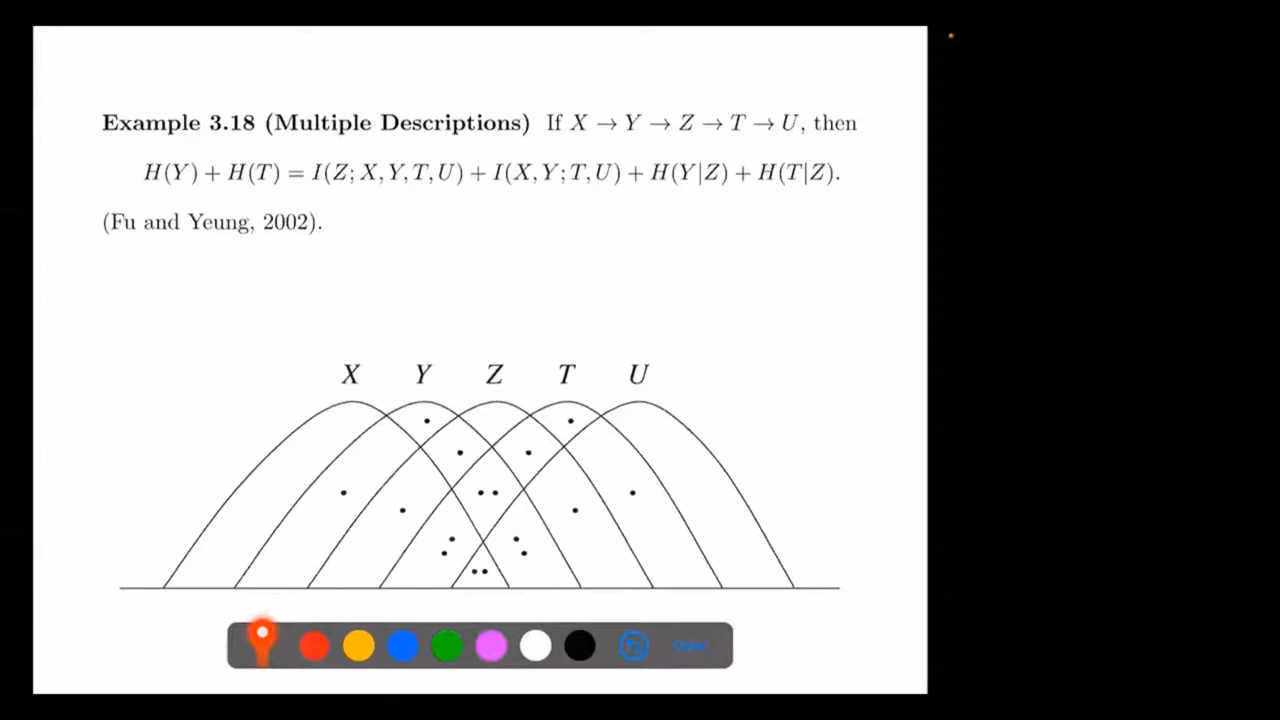 Example 3.18 (Multiple Descriptions) If X → Y → Z → T → U, then
H(Y) + H(T) = I(Z; X, Y, T, U) + I(X, Y; T, U) + H(Y|Z) + H(T|Z).
(Fu and Yeung, 2002).
X Y Z T U